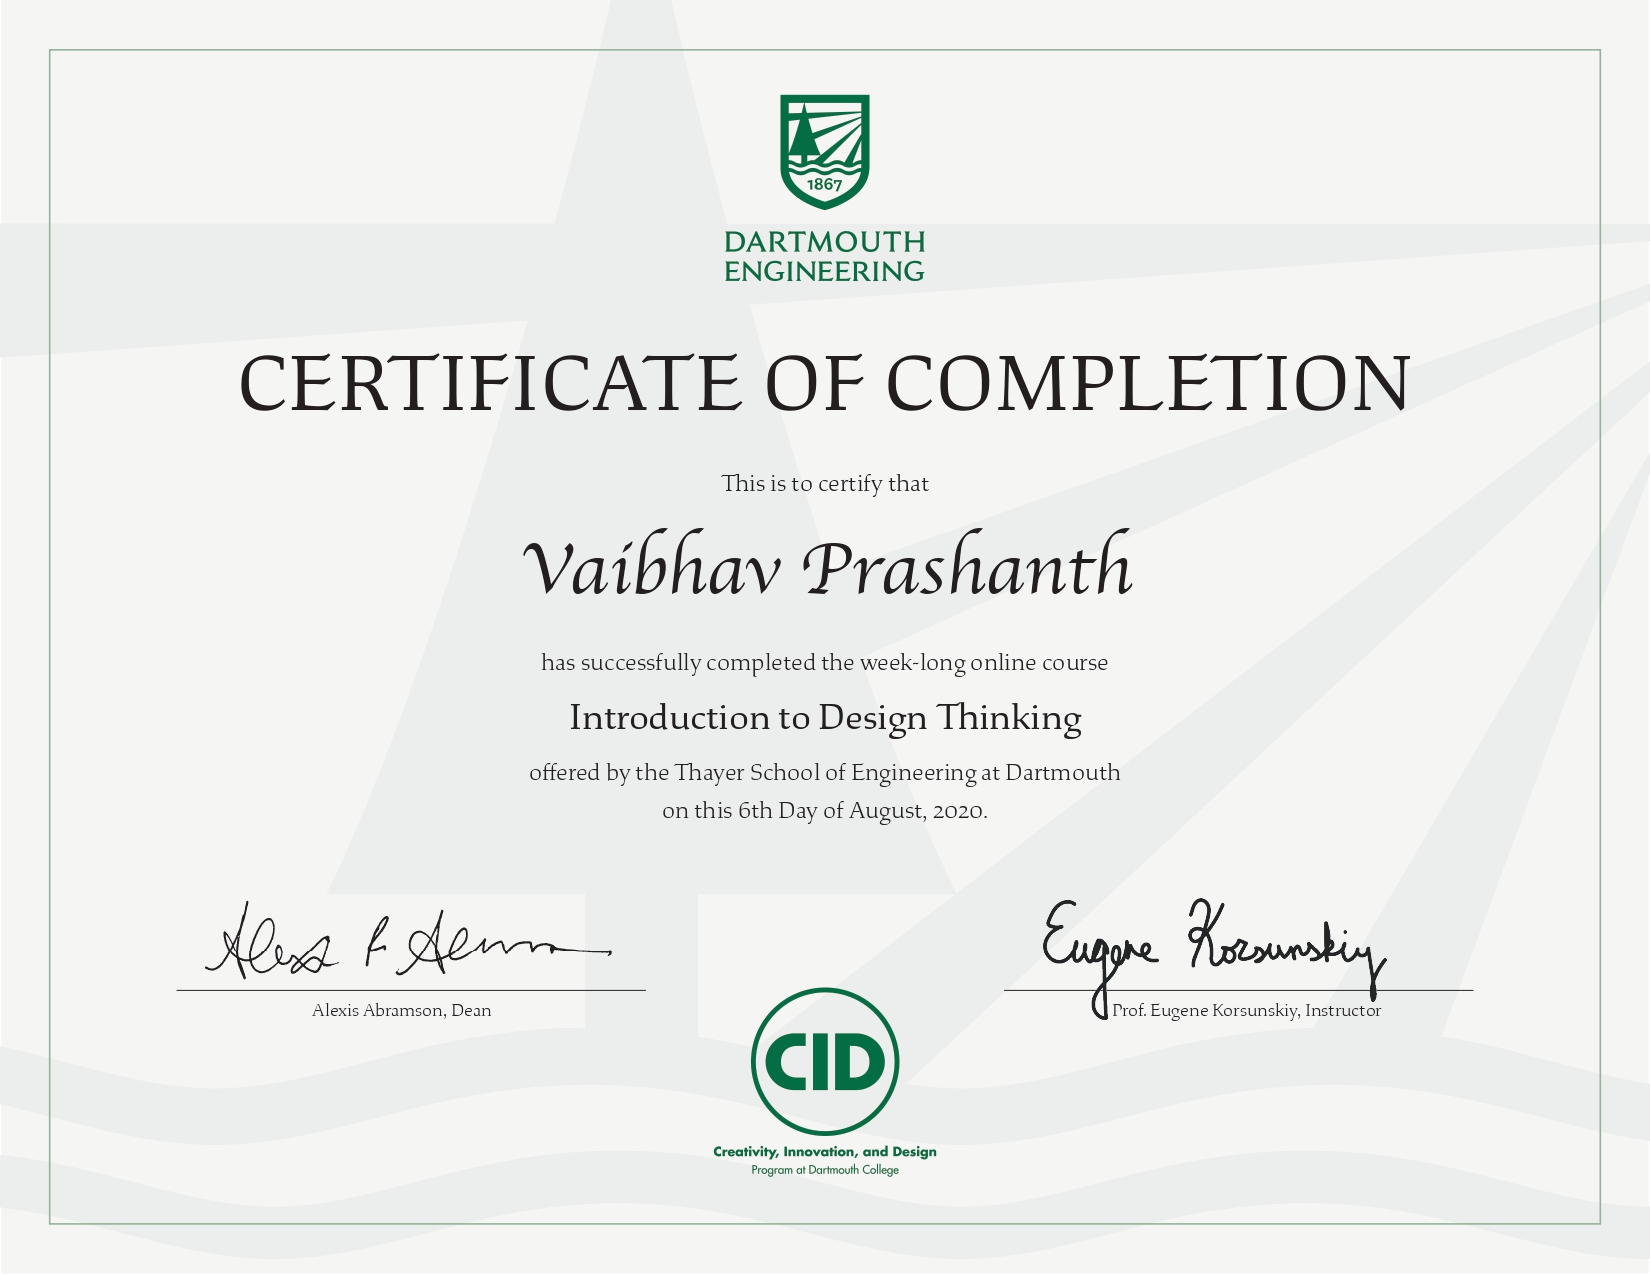 1867
DARTMOUTH
ENGINEERING
CERTIFICATE OF COMPLETION
This is to certify that
Vaibhav Prashanth
has successfully completed the week-long online course
Introduction to Design Thinking
offered by the Thayer School of Engineering at Dartmouth
on this 6th Day of August, 2020.
Eugene Korsunskiy
Alexis Abramson, Dean
Prof. Eugene Korsunskiy, Instructor
CID
Creativity, Innovation, and Design
Program at Dartmouth College